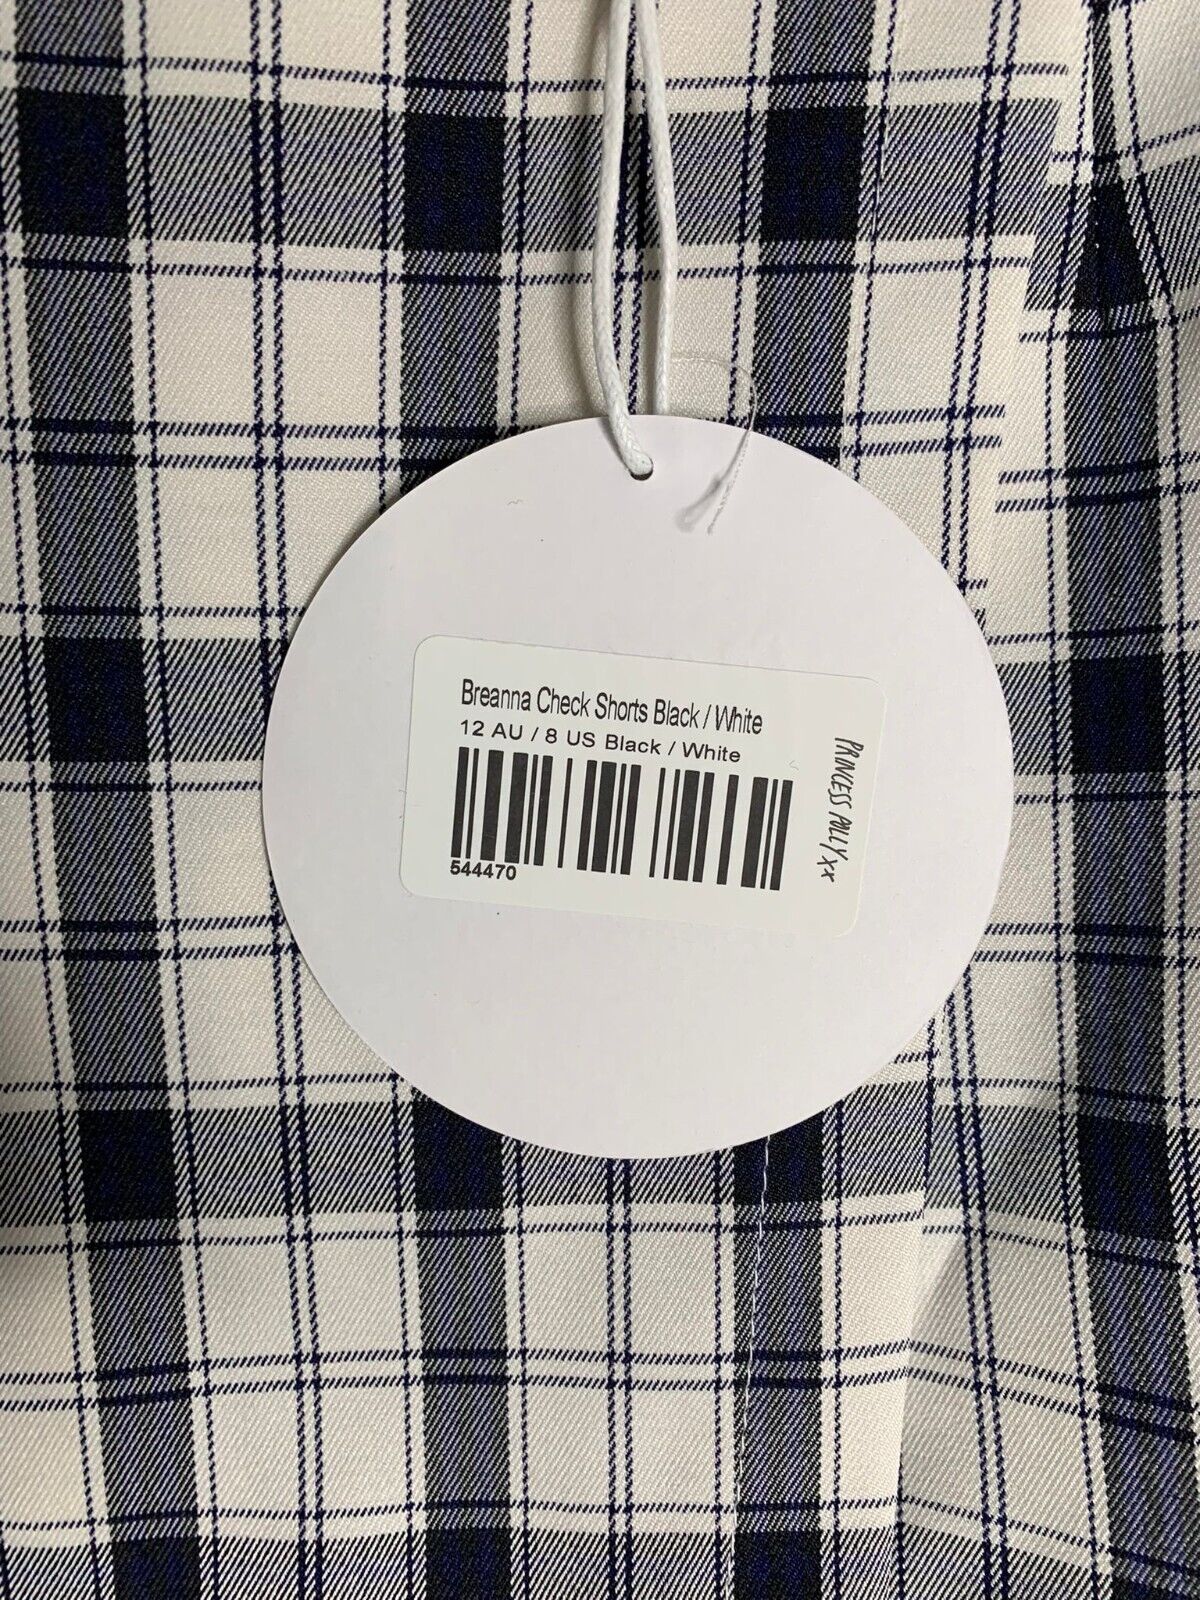 Breanna Check Shorts Black / White
12 AU / 8 US Black / White
544470
PRINCESS POLLY xx